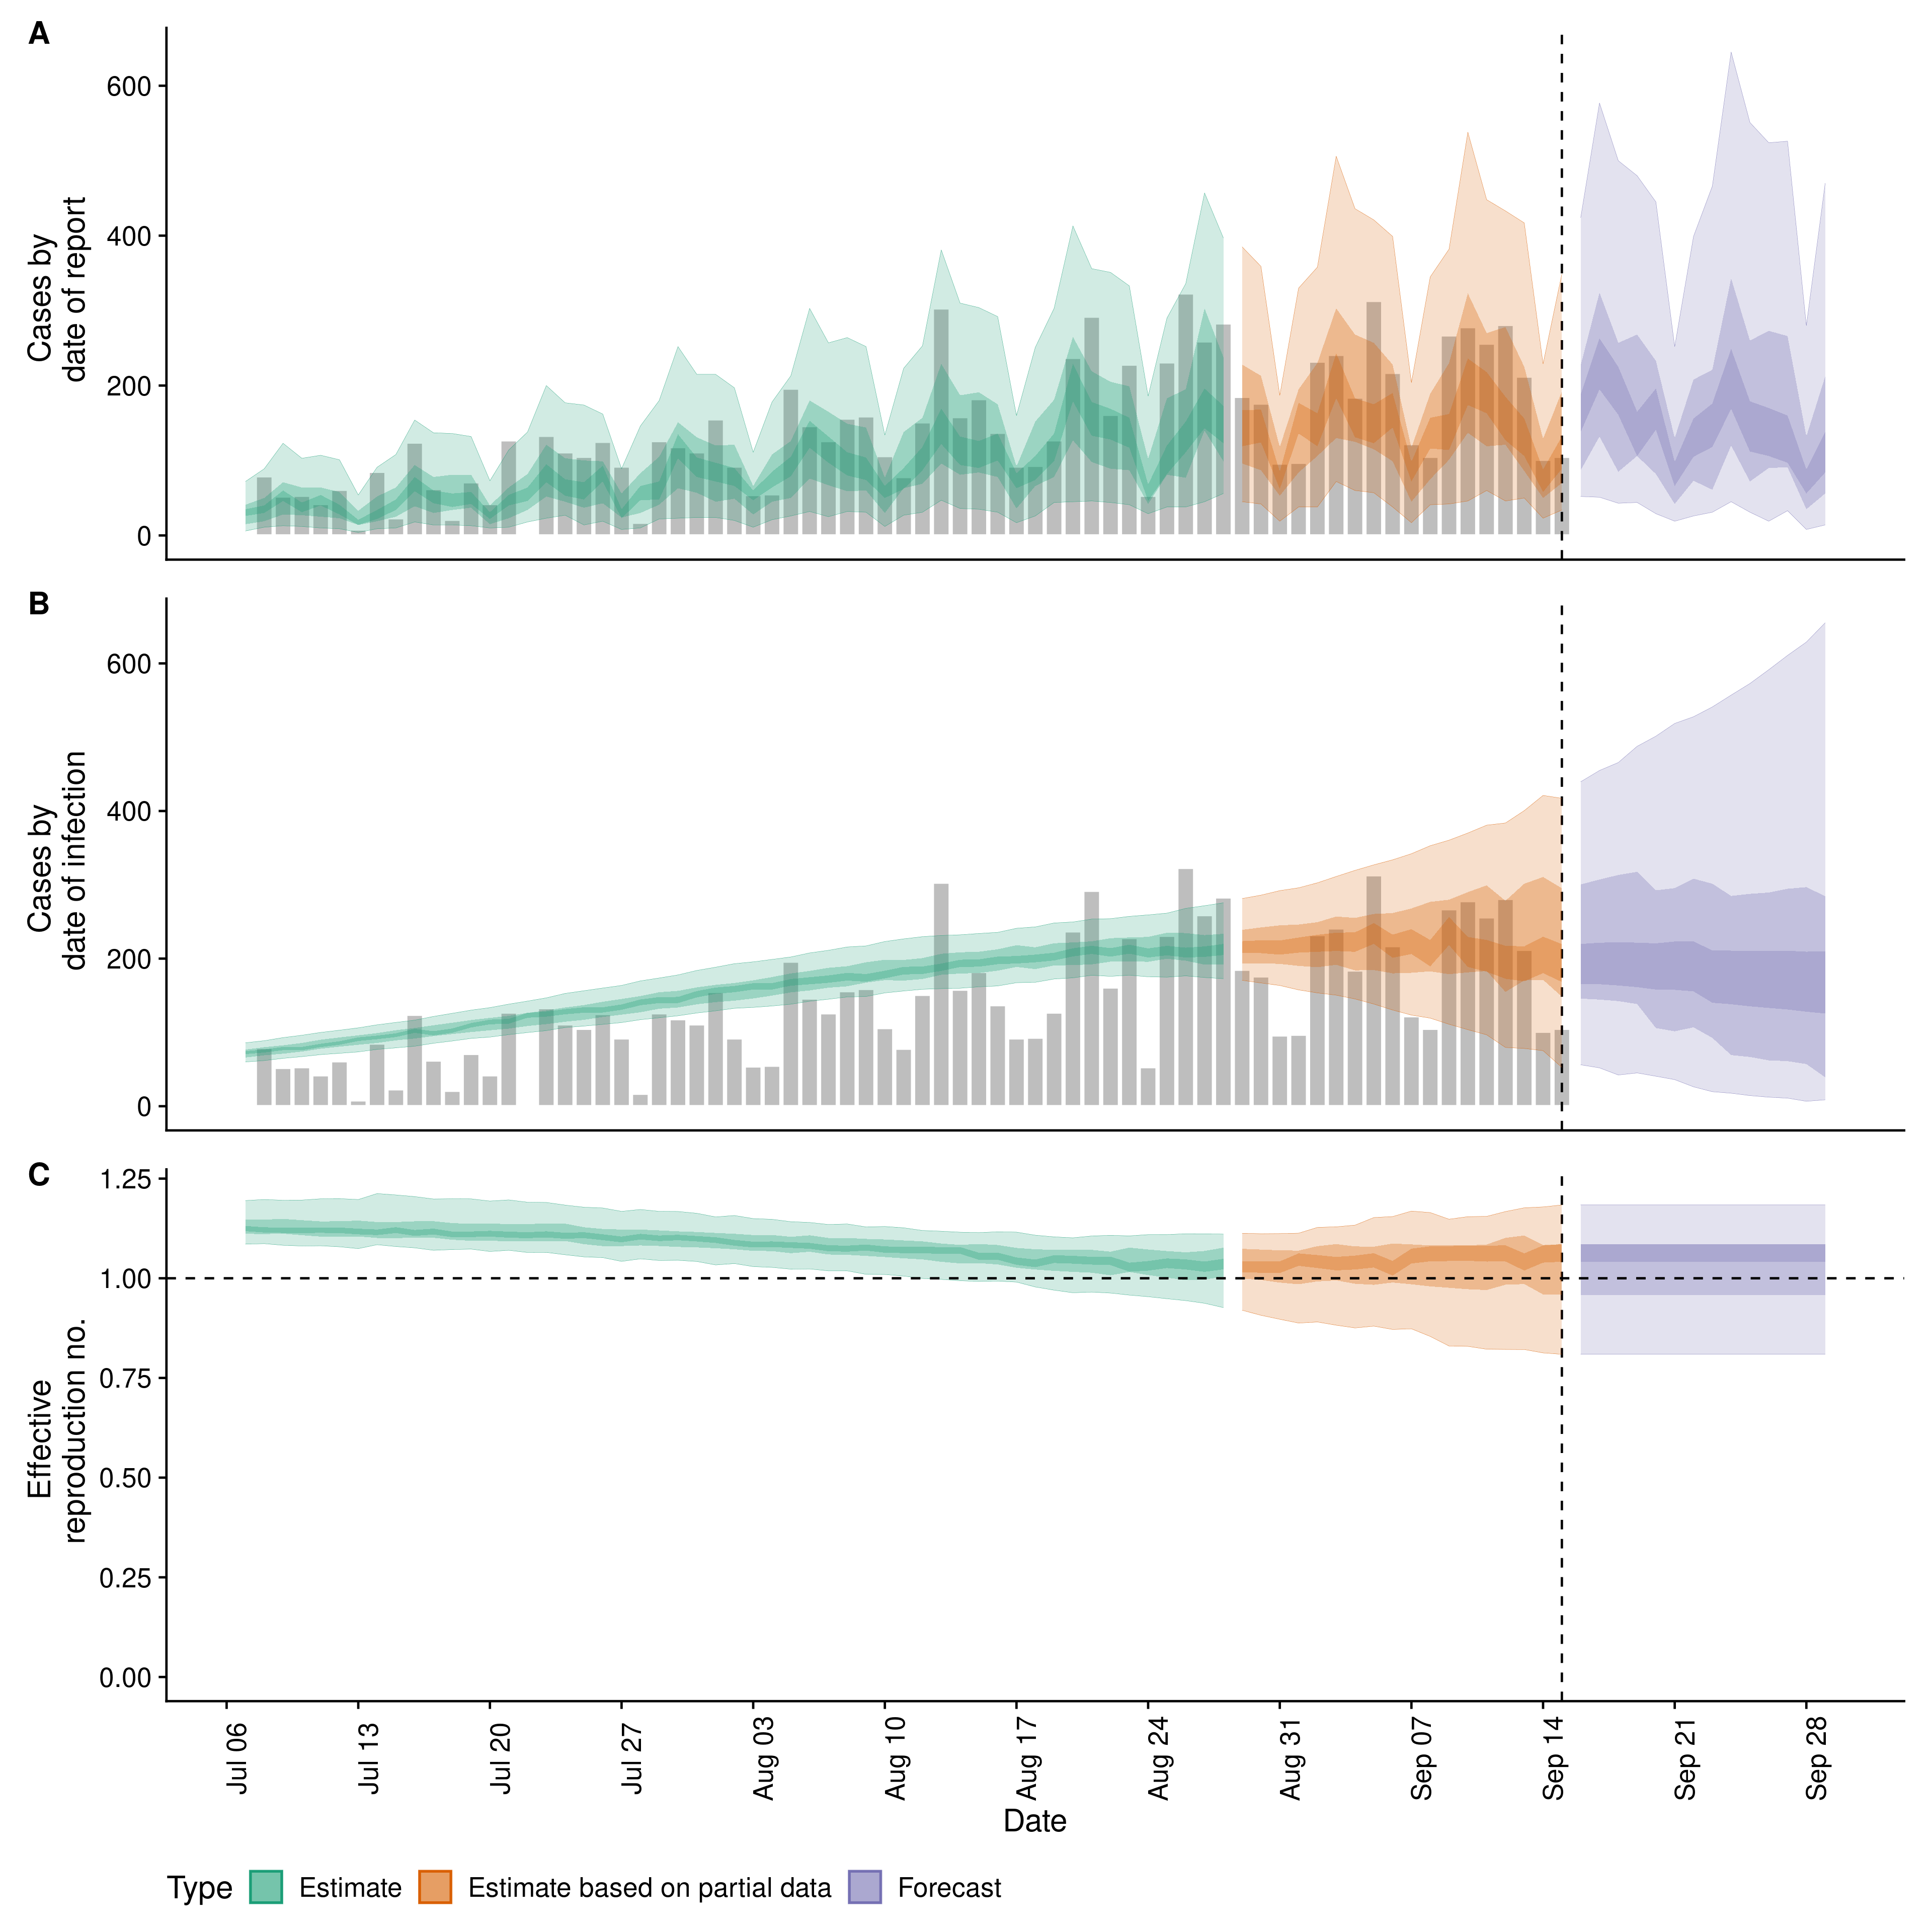 A
600
400
200
0
Cases by
date of report
B
600
400
200
0
Cases by
date of infection
C
1.25
1.00
0.75
0.50
0.25
0.00
Effective
reproduction no.
Jul 06
Jul 13
Jul 20
Jul 27
Aug 03
Aug 10
Aug 17
Aug 24
Aug 31
Sep 07
Sep 14
Sep 21
Sep 28
Date
Type Estimate Estimate based on partial data Forecast